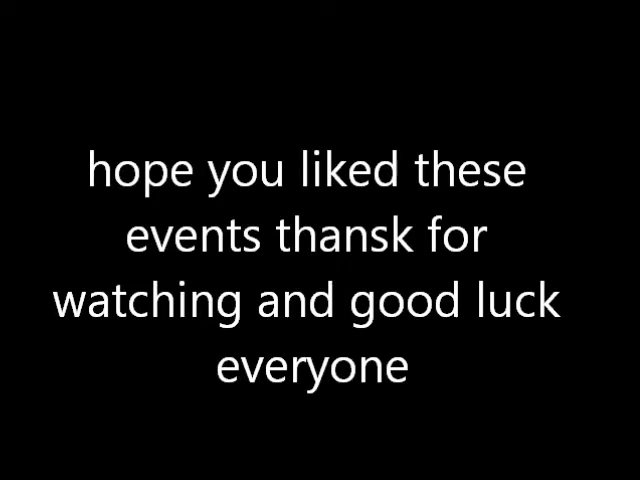 hope you liked these
events thansk for
watching and good luck
everyone